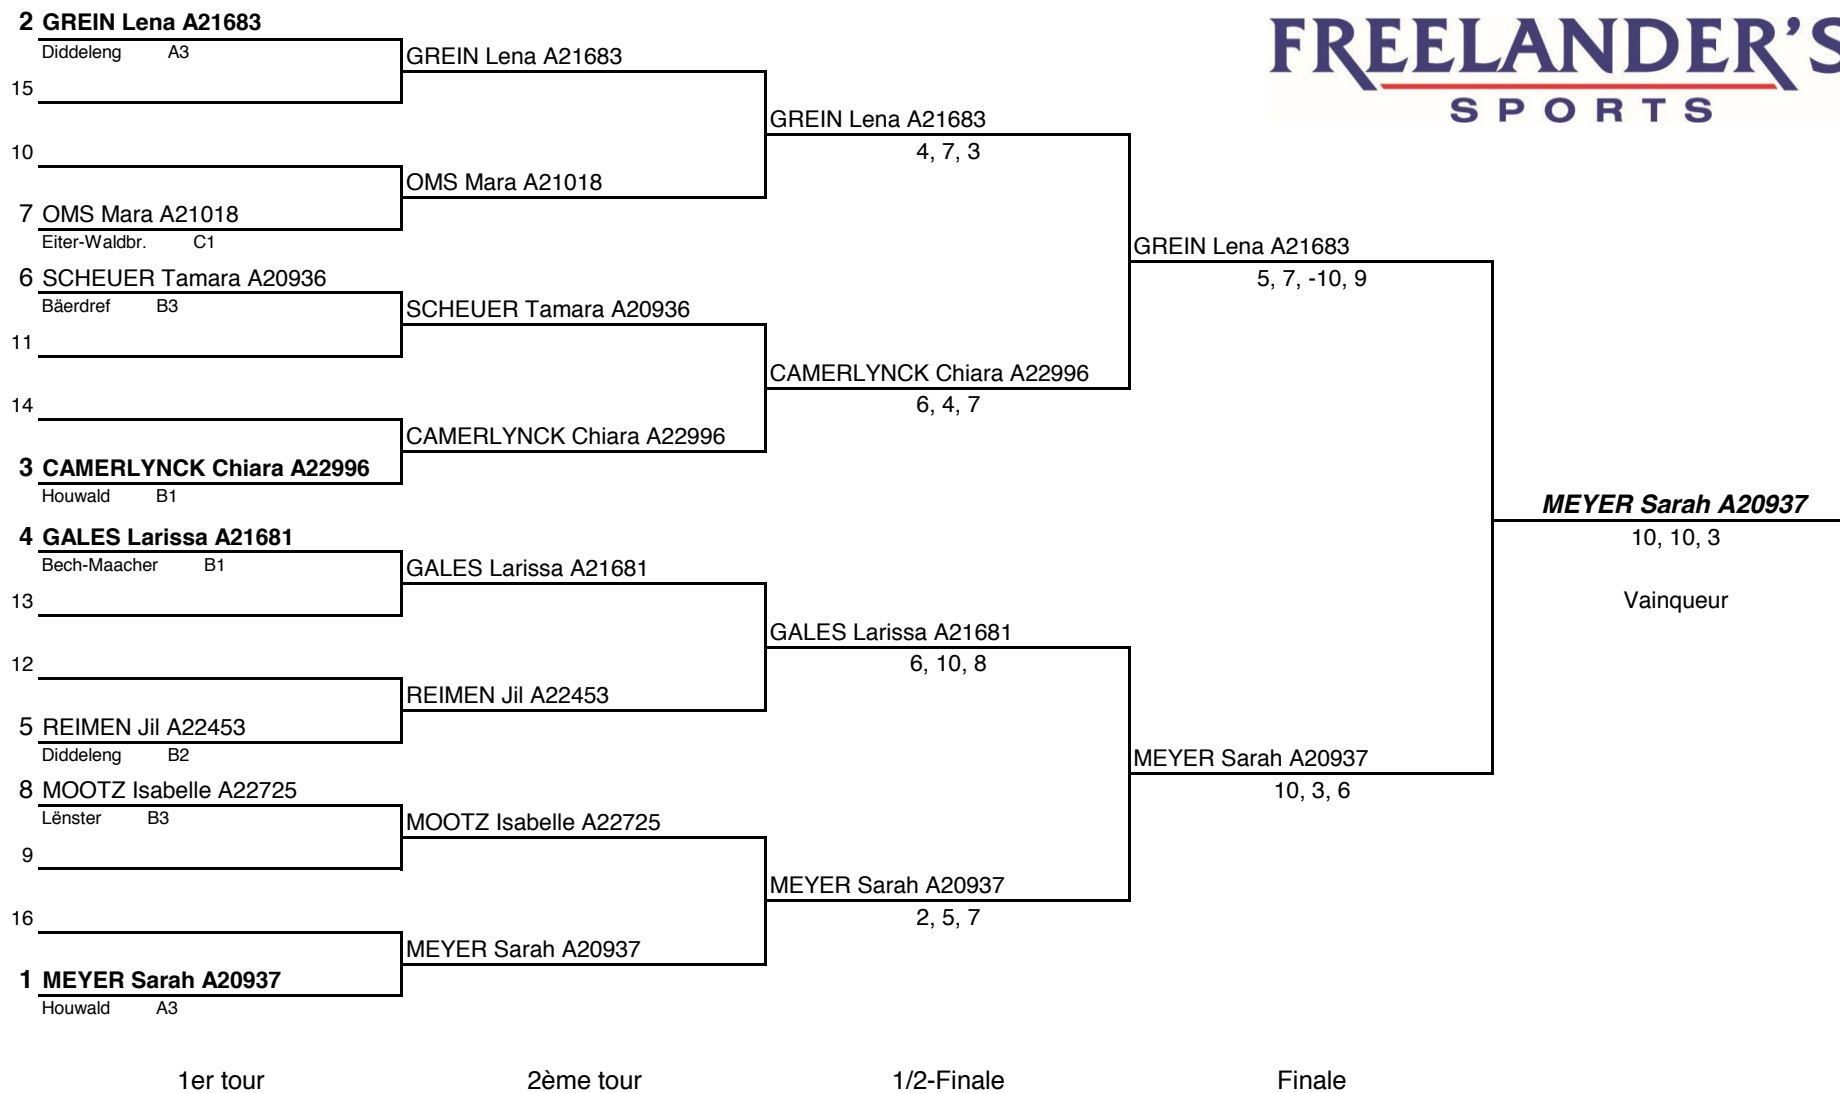 FREELANDER'S
SPORTS
2 GREIN Lena A21683
Diddeleng A3
15
10
7 OMS Mara A21018
Eiter-Waldbr. C1
6 SCHEUER Tamara A20936
Bäerdref B3
11
14
3 CAMERLYNCK Chiara A22996
Houwald B1
4 GALES Larissa A21681
Bech-Maacher B1
13
12
5 REIMEN Jil A22453
Diddeleng B2
8 MOOTZ Isabelle A22725
Lënster B3
9
16
1 MEYER Sarah A20937
Houwald A3
1er tour
GREIN Lena A21683
OMS Mara A21018
SCHEUER Tamara A20936
CAMERLYNCK Chiara A22996
GALES Larissa A21681
REIMEN Jil A22453
MOOTZ Isabelle A22725
MEYER Sarah A20937
2ème tour
GREIN Lena A21683
4, 7, 3
CAMERLYNCK Chiara A22996
6, 4, 7
GALES Larissa A21681
6, 10, 8
MEYER Sarah A20937
2, 5, 7
1/2-Finale
GREIN Lena A21683
5, 7, -10, 9
MEYER Sarah A20937
10, 3, 6
Finale
MEYER Sarah A20937
10, 10, 3
Vainqueur